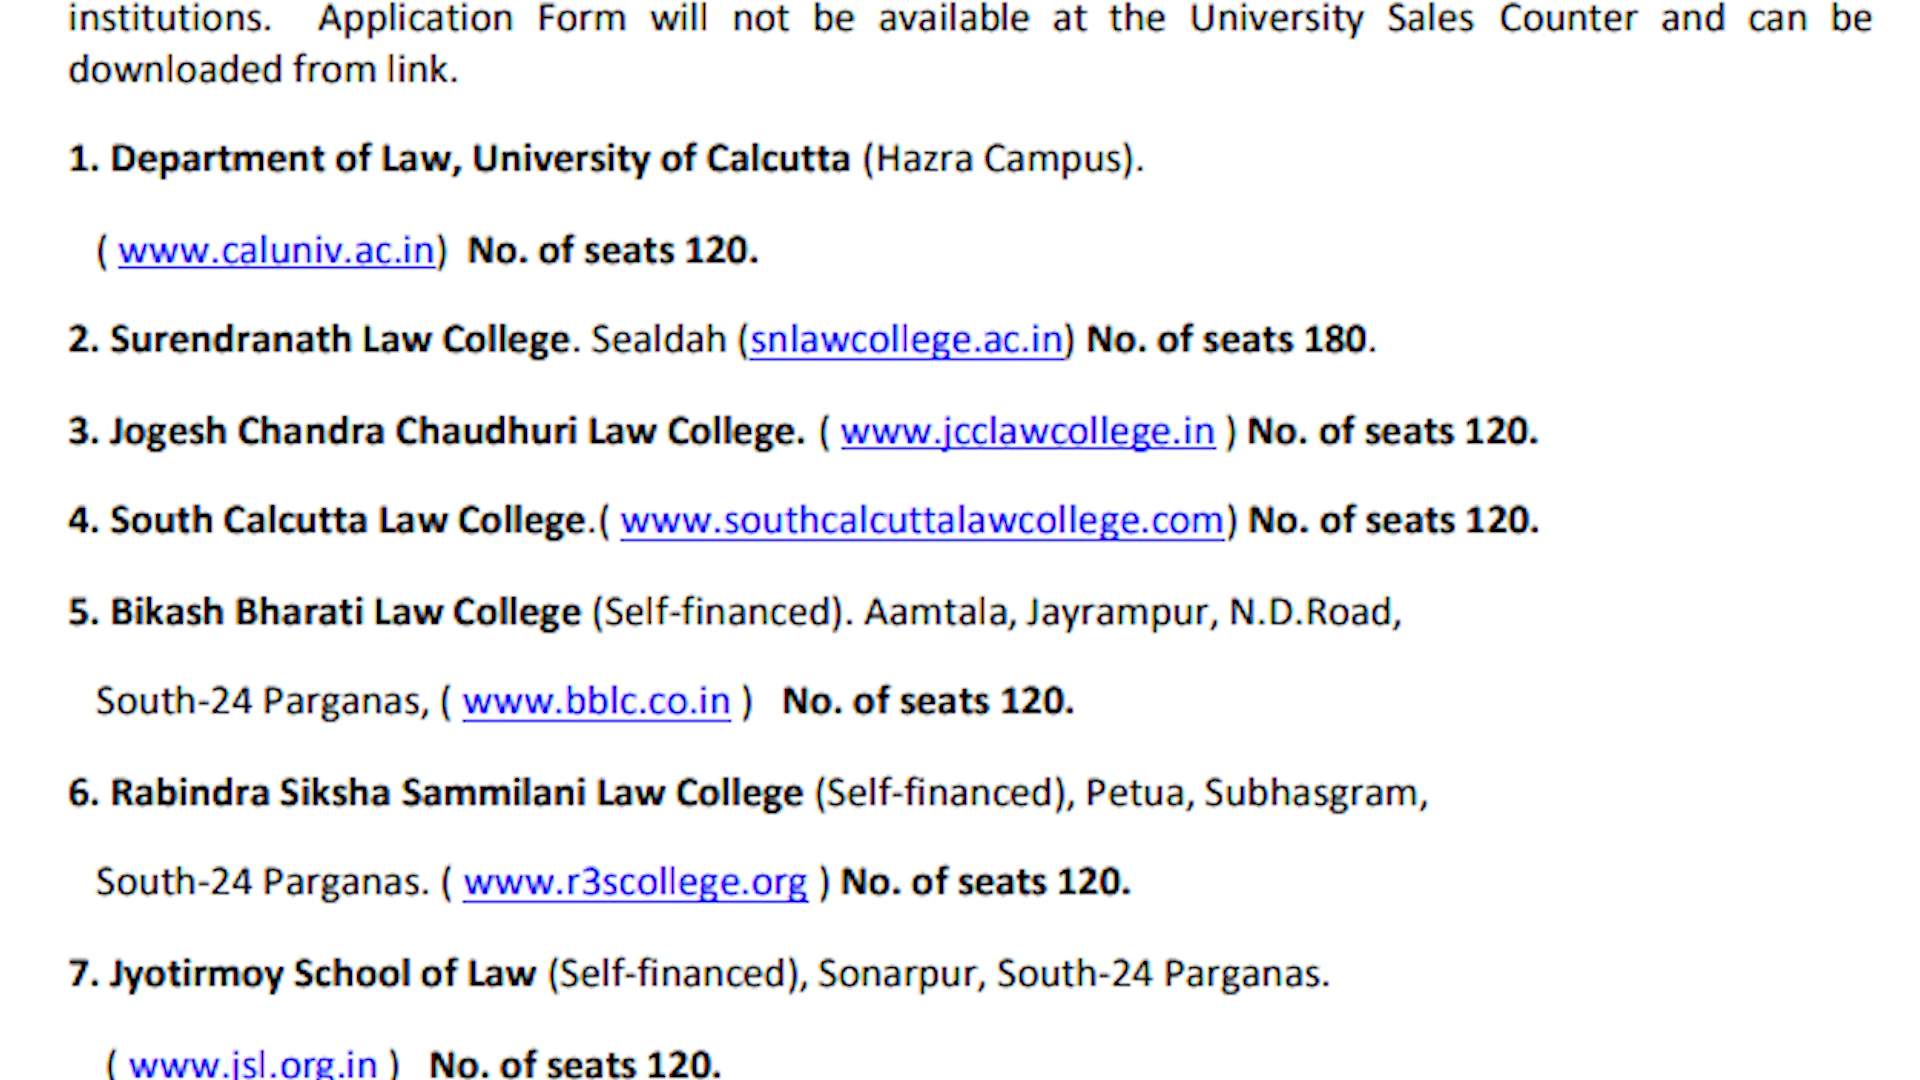 institutions. Application Form will not be available at the University Sales Counter and can be
downloaded from link.
1. Department of Law, University of Calcutta (Hazra Campus).
( www.caluniv.ac.in) No. of seats 120.
2. Surendranath Law College. Sealdah (snlawcollege.ac.in) No. of seats 180.
3. Jogesh Chandra Chaudhuri Law College. ( www.jcclawcollege.in ) No. of seats 120.
4. South Calcutta Law College.( www.southcalcuttalawcollege.com) No. of seats 120.
5. Bikash Bharati Law College (Self-financed). Aamtala, Jayrampur, N.D.Road,
South-24 Parganas, ( www.bblc.co.in ) No. of seats 120.
6. Rabindra Siksha Sammilani Law College (Self-financed), Petua, Subhasgram,
South-24 Parganas. ( www.r3scollege.org ) No. of seats 120.
7. Jyotirmoy School of Law (Self-financed), Sonarpur, South-24 Parganas.
( www.jsl.org.in ) No. of seats 120.